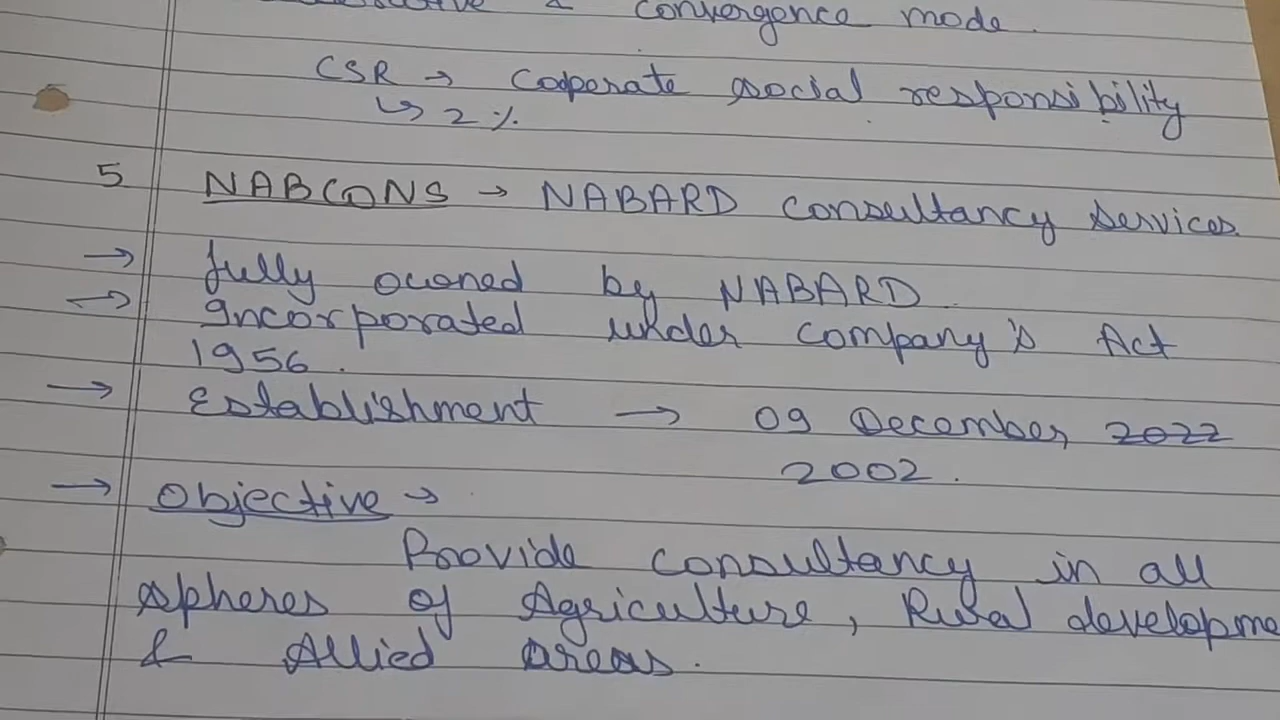 & convergence mode.
CSR → Cooperate social responsibility
↳ 2 %
5 NABCONS → NABARD Consultancy Services
→ fully owned by NABARD.
→ Incorporated under Company's Act
1956.
→ Establishment → 09 December, 2022
2002.
→ Objective →
Provide consultancy in all
spheres of Agriculture, Rural developme
& Allied areas.